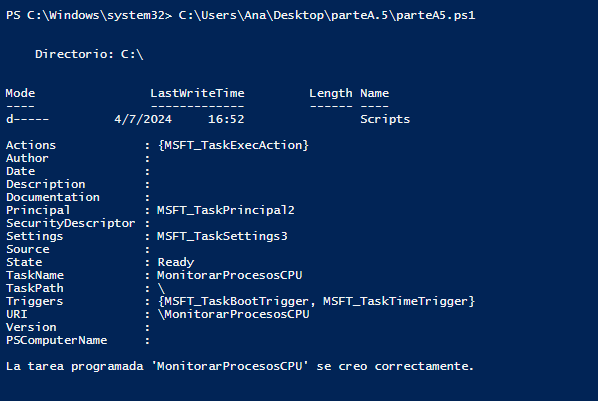 PS C:\Windows\system32> C:\Users\Ana\Desktop\parteA.5\parteA5.ps1
Directorio: C:\
Mode LastWriteTime Length Name
---- ------------- ------ ----
d----- 4/7/2024 16:52 Scripts
Actions : {MSFT_TaskExecAction}
Author :
Date :
Description :
Documentation :
Principal : MSFT_TaskPrincipal2
SecurityDescriptor :
Settings : MSFT_TaskSettings3
Source :
State : Ready
TaskName : MonitorarProcesosCPU
TaskPath : \
Triggers : {MSFT_TaskBootTrigger, MSFT_TaskTimeTrigger}
URI : \MonitorarProcesosCPU
Version :
PSComputerName :
La tarea programada 'MonitorarProcesosCPU' se creo correctamente.